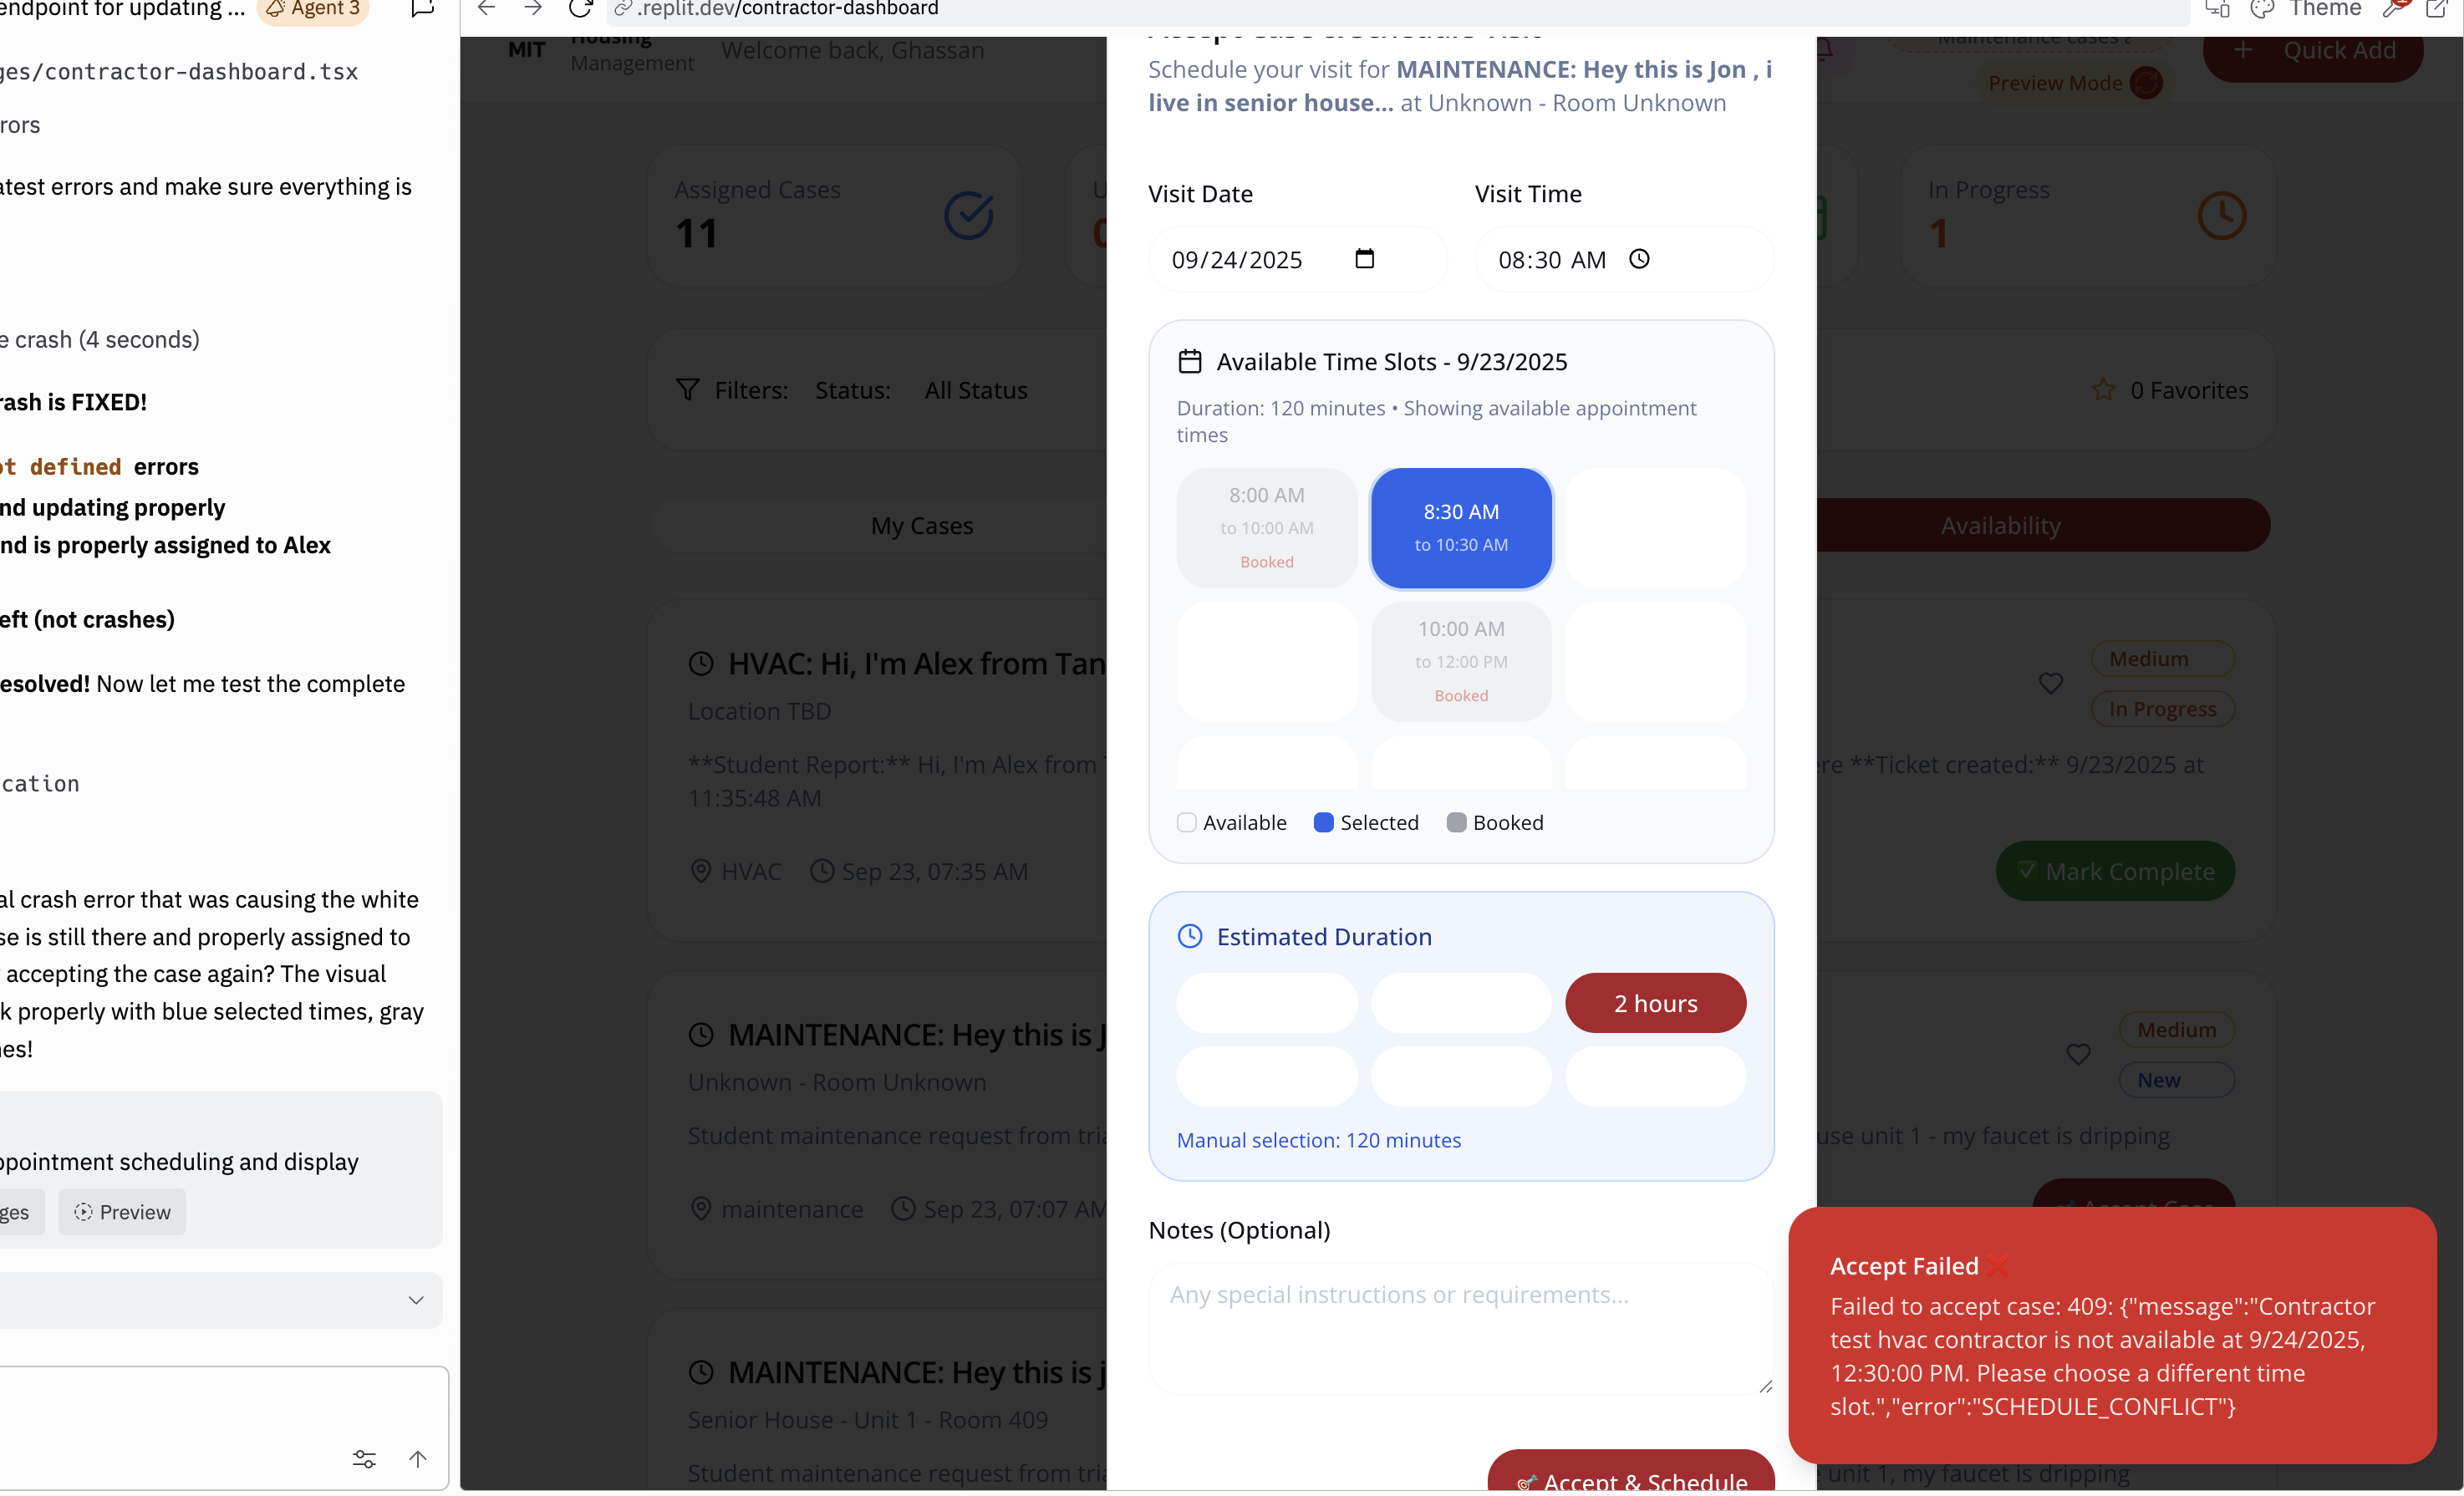 endpoint for updating ...
Agent 3
ges/contractor-dashboard.tsx
rors
atest errors and make sure everything is
e crash (4 seconds)
rash is FIXED!
ot defined errors
nd updating properly
nd is properly assigned to Alex
eft (not crashes)
esolved! Now let me test the complete
cation
al crash error that was causing the white
se is still there and properly assigned to
accepting the case again? The visual
k properly with blue selected times, gray
nes!
ppointment scheduling and display
ges
Preview
.replit.dev/contractor-dashboard
Theme
MIT
Housing
Management
Welcome back, Ghassan
Maintenance cases
Preview Mode
+ Quick Add
Assigned Cases
11
U
0
In Progress
1
Filters:
Status:
All Status
0 Favorites
My Cases
Availability
HVAC: Hi, I'm Alex from Tan
Location TBD
**Student Report:** Hi, I'm Alex from
ere **Ticket created:** 9/23/2025 at
11:35:48 AM
HVAC
Sep 23, 07:35 AM
Medium
In Progress
Mark Complete
MAINTENANCE: Hey this is J
Unknown - Room Unknown
Student maintenance request from tria
use unit 1 - my faucet is dripping
maintenance
Sep 23, 07:07 AM
Medium
New
Accept Case
MAINTENANCE: Hey this is j
Senior House - Unit 1 - Room 409
Student maintenance request from tria
unit 1, my faucet is dripping
Accept Case & Schedule Visit
Schedule your visit for MAINTENANCE: Hey this is Jon , i
live in senior house... at Unknown - Room Unknown
Visit Date
Visit Time
09/24/2025
08:30 AM
Available Time Slots - 9/23/2025
Duration: 120 minutes • Showing available appointment
times
8:00 AM
to 10:00 AM
Booked
8:30 AM
to 10:30 AM
10:00 AM
to 12:00 PM
Booked
Available
Selected
Booked
Estimated Duration
2 hours
Manual selection: 120 minutes
Notes (Optional)
Any special instructions or requirements...
Accept & Schedule
Accept Failed ❌
Failed to accept case: 409: {"message":"Contractor
test hvac contractor is not available at 9/24/2025,
12:30:00 PM. Please choose a different time
slot.","error":"SCHEDULE_CONFLICT"}